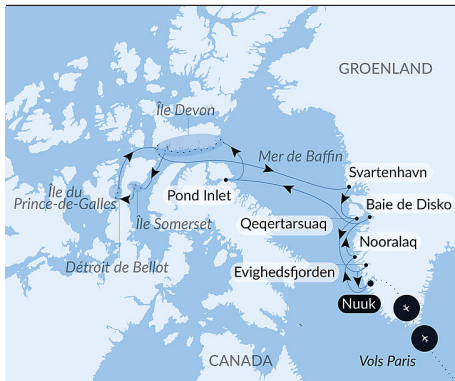 GROENLAND
Île Devon
Mer de Baffin
Svartenhavn
Île du
Prince-de-Galles
Pond Inlet
Baie de Disko
Île Somerset
Qeqertarsuaq
Nooralaq
Détroit de Bellot
Evighedsfjorden
Nuuk
CANADA
Vols Paris